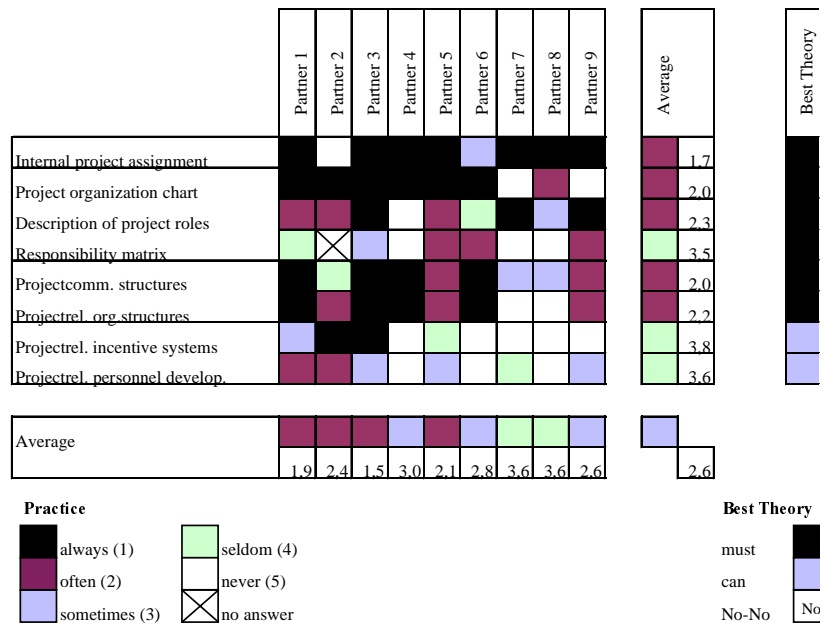 Partner 1 Partner 2 Partner 3 Partner 4 Partner 5 Partner 6 Partner 7 Partner 8 Partner 9 Average Best Theory
Internal project assignment 1,7
Project organization chart 2,0
Description of project roles 2,3
Responsibility matrix 3,5
Projectcomm. structures 2,0
Projectrel. org.structures 2,2
Projectrel. incentive systems 3,8
Projectrel. personnel develop. 3,6
Average
1,9 2,4 1,5 3,0 2,1 2,8 3,6 3,6 2,6 2,6
Practice Best Theory
always (1) seldom (4) must
often (2) never (5) can
sometimes (3) no answer No-No No